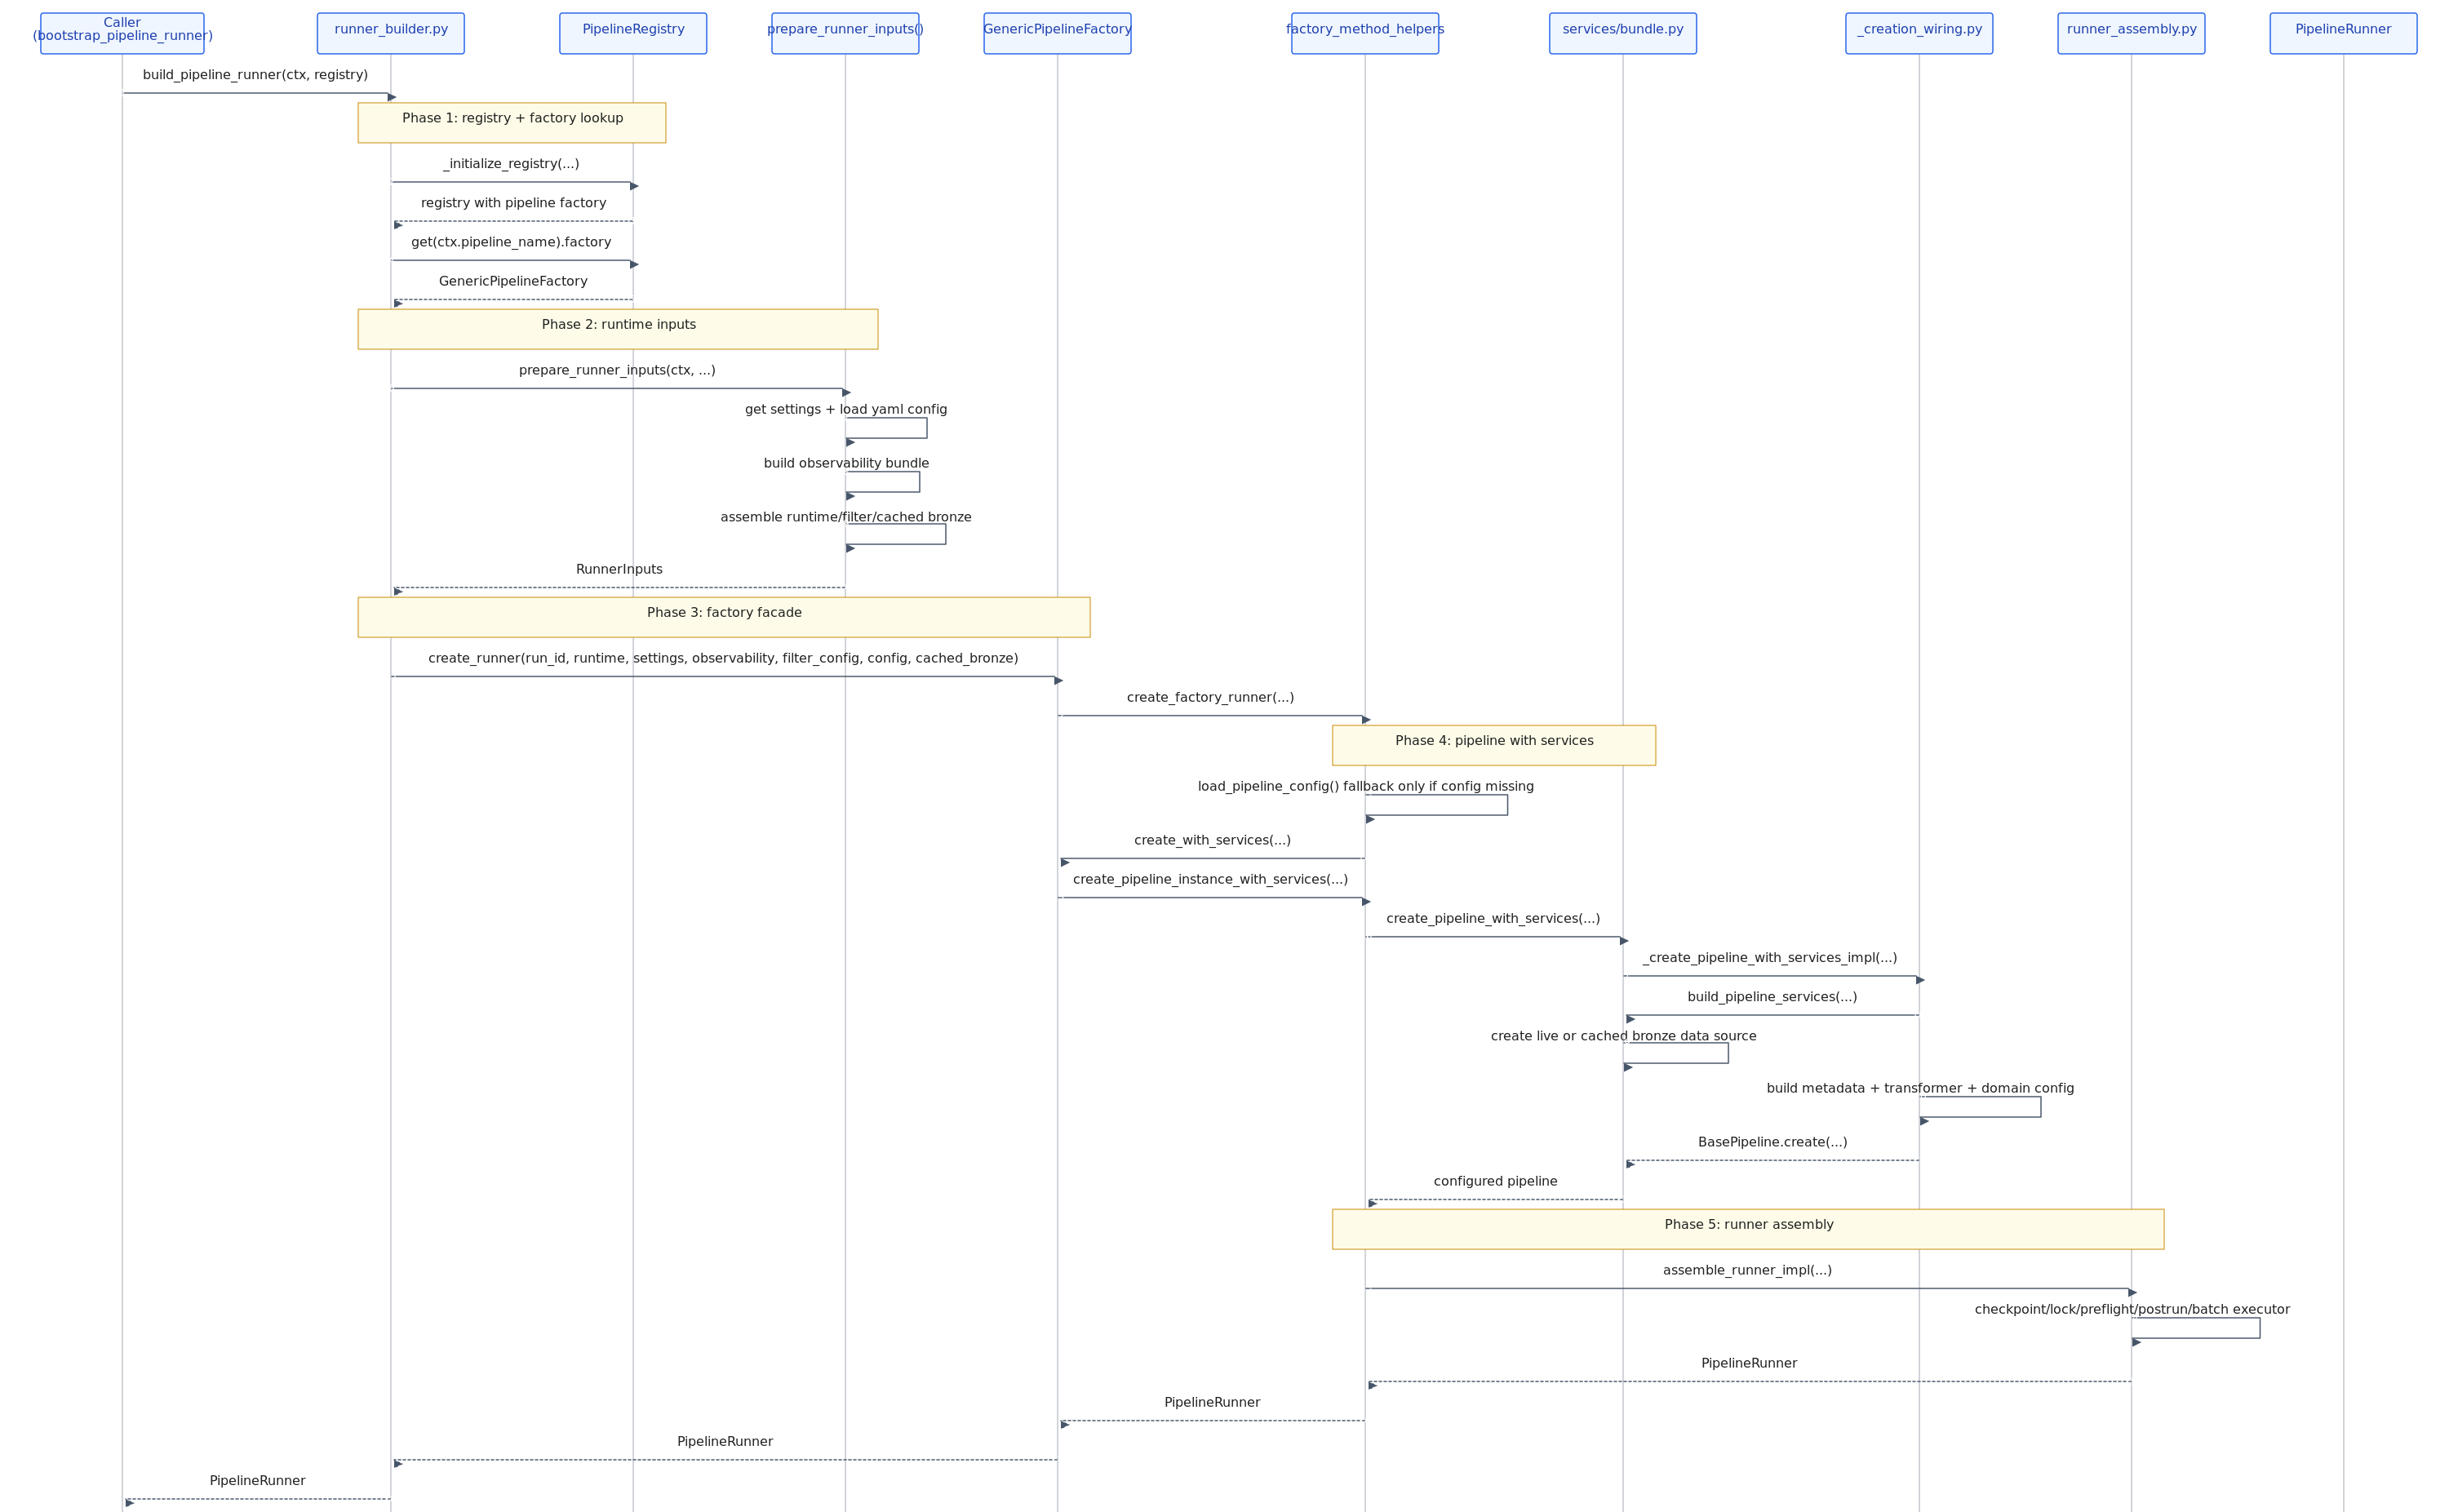 Caller
(bootstrap_pipeline_runner)
runner_builder.py
PipelineRegistry
prepare_runner_inputs()
GenericPipelineFactory
factory_method_helpers
services/bundle.py
_creation_wiring.py
runner_assembly.py
PipelineRunner
build_pipeline_runner(ctx, registry)
Phase 1: registry + factory lookup
_initialize_registry(...)
registry with pipeline factory
get(ctx.pipeline_name).factory
GenericPipelineFactory
Phase 2: runtime inputs
prepare_runner_inputs(ctx, ...)
get settings + load yaml config
build observability bundle
assemble runtime/filter/cached bronze
RunnerInputs
Phase 3: factory facade
create_runner(run_id, runtime, settings, observability, filter_config, config, cached_bronze)
create_factory_runner(...)
Phase 4: pipeline with services
load_pipeline_config() fallback only if config missing
create_with_services(...)
create_pipeline_instance_with_services(...)
create_pipeline_with_services(...)
_create_pipeline_with_services_impl(...)
build_pipeline_services(...)
create live or cached bronze data source
build metadata + transformer + domain config
BasePipeline.create(...)
configured pipeline
Phase 5: runner assembly
assemble_runner_impl(...)
checkpoint/lock/preflight/postrun/batch executor
PipelineRunner
PipelineRunner
PipelineRunner
PipelineRunner